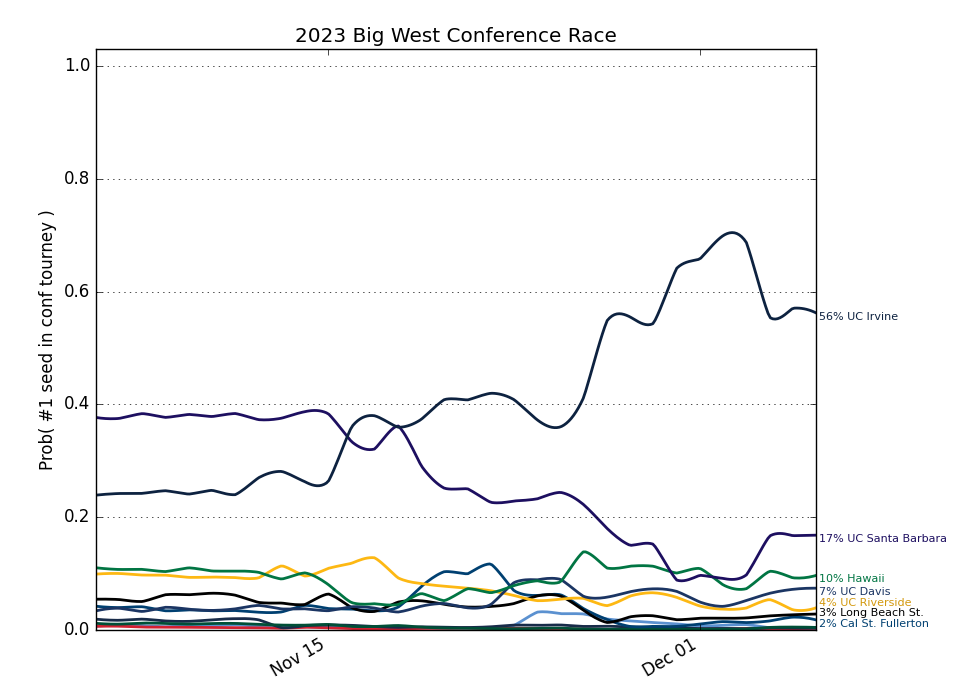 2023 Big West Conference Race
Prob( #1 seed in conf tourney )
1.0
0.8
0.6
0.4
0.2
0.0
Nov 15
Dec 01
56% UC Irvine
17% UC Santa Barbara
10% Hawaii
7% UC Davis
4% UC Riverside
3% Long Beach St.
2% Cal St. Fullerton